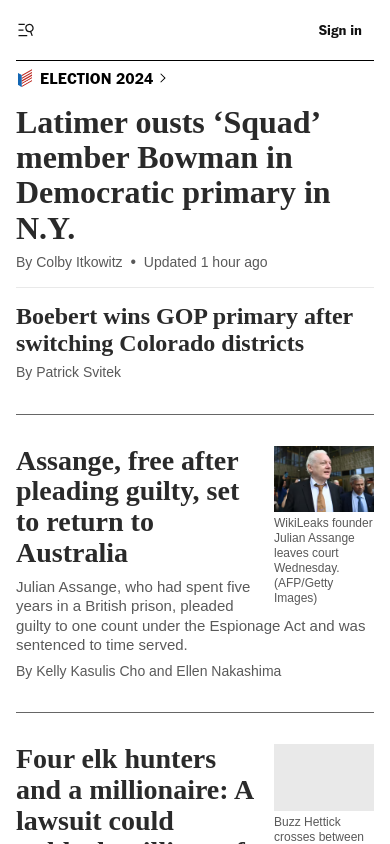 Sign in
ELECTION 2024
Latimer ousts ‘Squad’
member Bowman in
Democratic primary in
N.Y.
By Colby Itkowitz • Updated 1 hour ago
Boebert wins GOP primary after
switching Colorado districts
By Patrick Svitek
Assange, free after
pleading guilty, set
to return to
Australia
WikiLeaks founder
Julian Assange
leaves court
Wednesday.
(AFP/Getty
Images)
Julian Assange, who had spent five
years in a British prison, pleaded
guilty to one count under the Espionage Act and was
sentenced to time served.
By Kelly Kasulis Cho and Ellen Nakashima
Four elk hunters
and a millionaire: A
lawsuit could
Buzz Hettick
crosses between